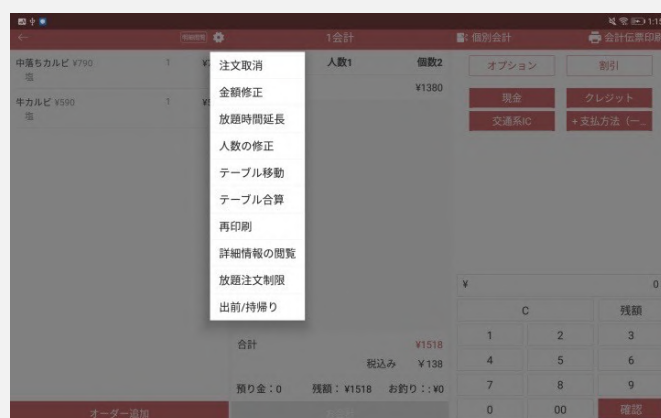 1:15
1会計
個別会計
会計伝票印刷
中落ちカルビ ¥790 1
塩
牛カルビ ¥590 1
塩
注文取消
金額修正
放題時間延長
人数の修正
テーブル移動
テーブル合算
再印刷
詳細情報の閲覧
放題注文制限
出前/持帰り
人数1 個数2
¥1380
合計 ¥1518
税込み ¥138
預り金：0 残額：¥1518 お釣り：:¥0
オーダー追加
オプション 割引
現金 クレジット
交通系IC +支払方法（一...
¥ 0
C 残額
1 2 3
4 5 6
7 8 9
0 00 確認